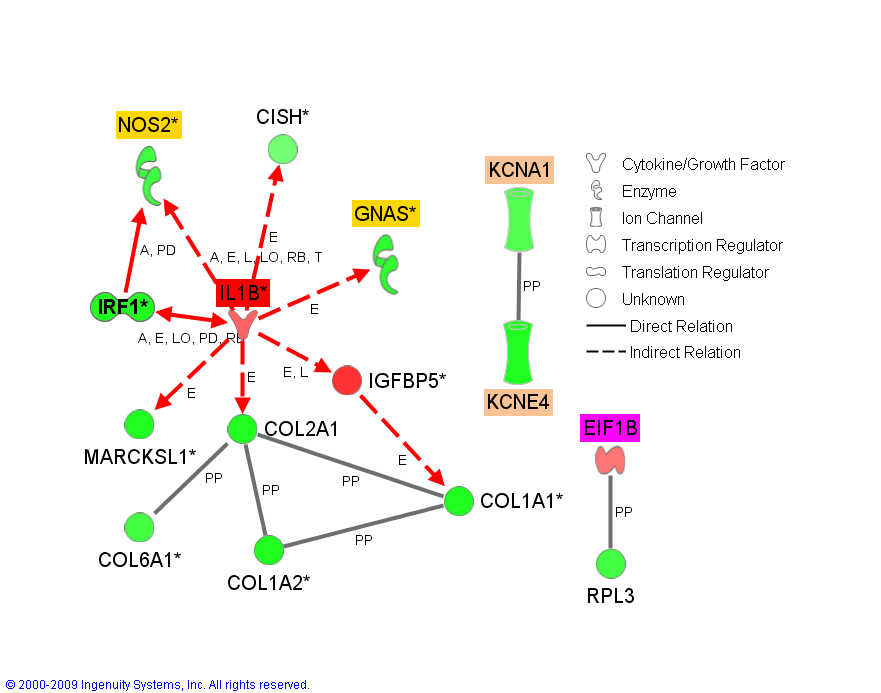 CISH*
NOS2*
KCNA1
Cytokine/Growth Factor
Enzyme
GNAS*
Ion Channel
E
A, PD
Transcription Regulator
A, E, L, LO, RB, T
Translation Regulator
PP
IL1B*
Unknown
IRF1*
E
Direct Relation
A, E, LO, PD, RB
Indirect Relation
E, L
E
IGFBP5*
E
KCNE4
COL2A1
EIF1B
MARCKSL1*
E
PP
PP
PP
COL1A1*
PP
PP
COL6A1*
COL1A2*
RPL3
© 2000-2009 Ingenuity Systems, Inc. All rights reserved.